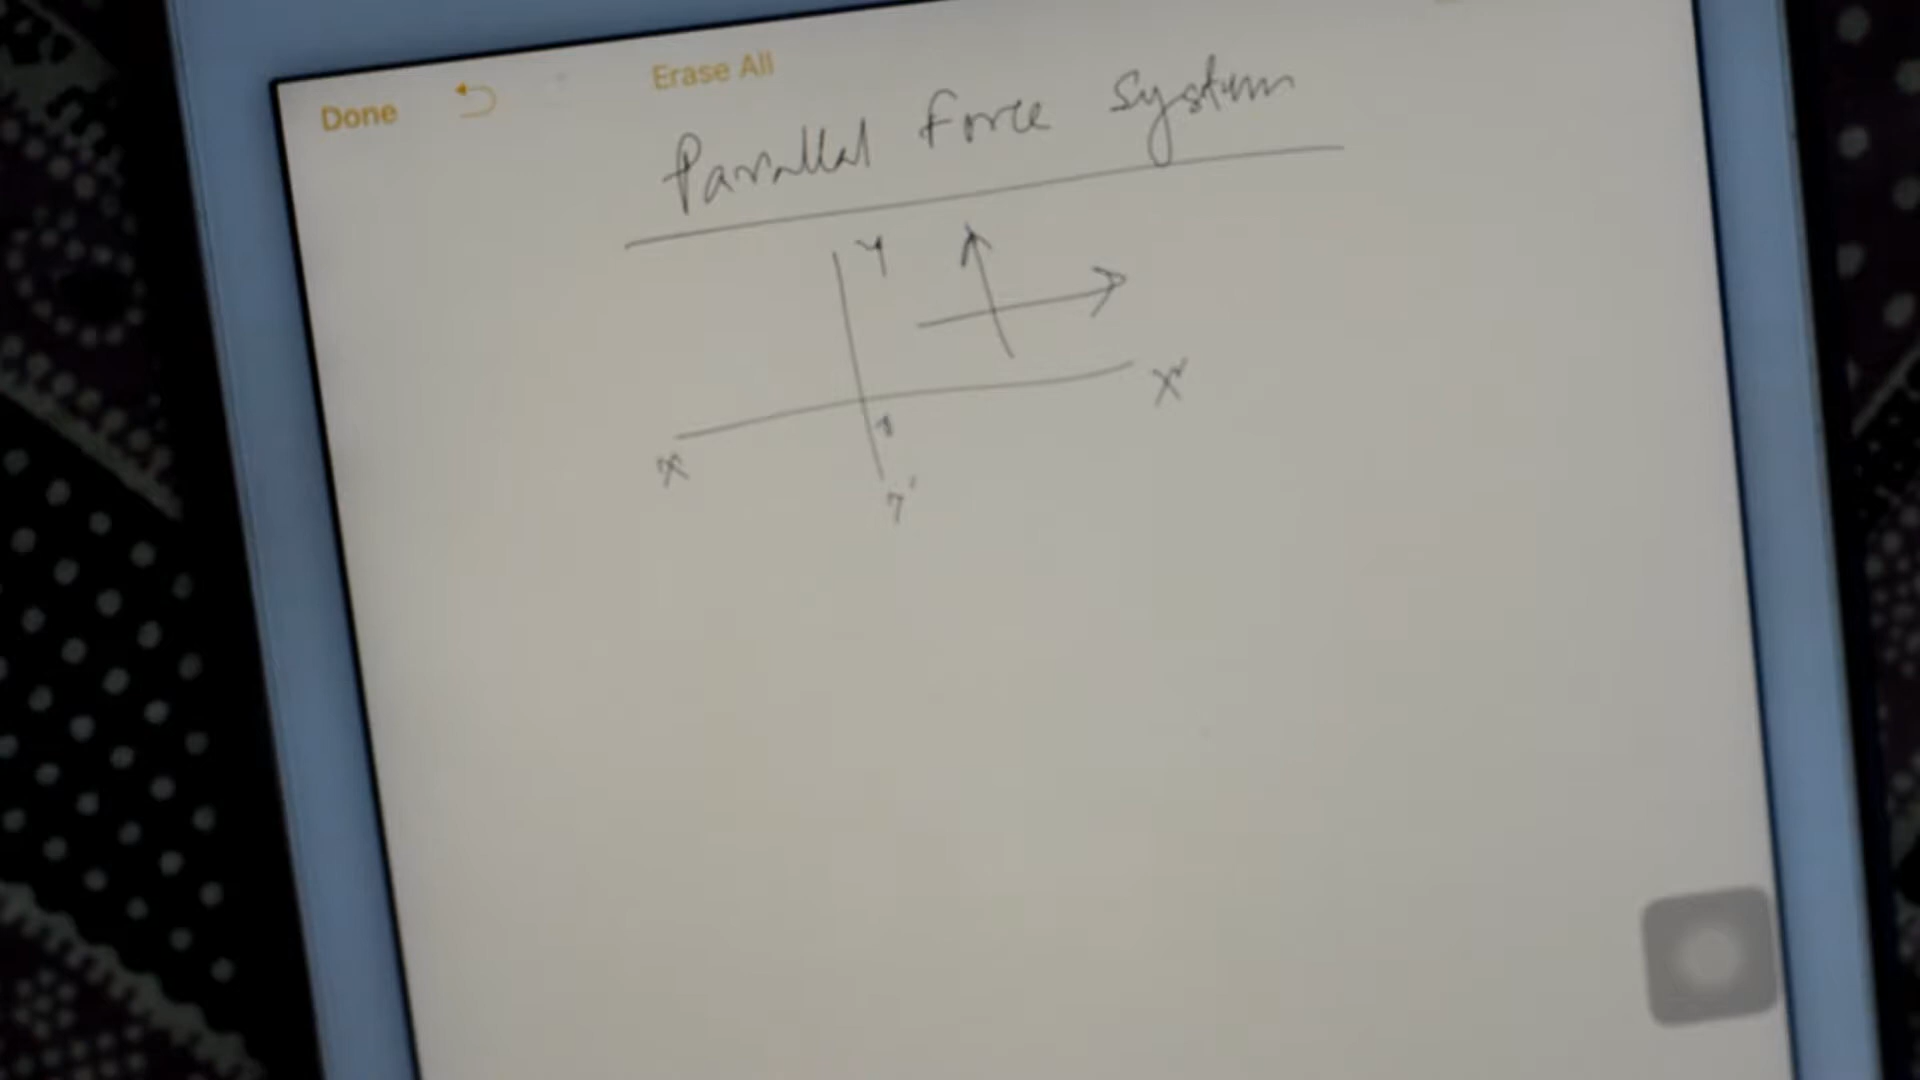 Done Erase All
Parallel Force System
Y
X'
X
Y'